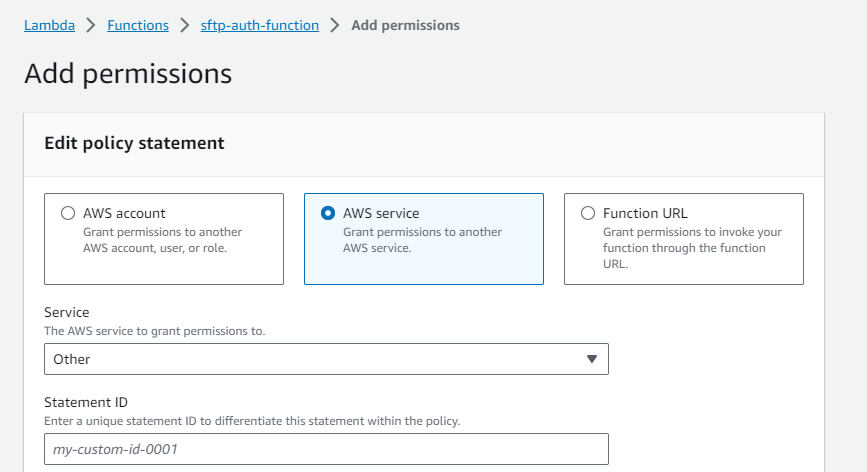 Lambda > Functions > sftp-auth-function > Add permissions
Add permissions
Edit policy statement
AWS account
Grant permissions to another
AWS account, user, or role.
AWS service
Grant permissions to another
AWS service.
Function URL
Grant permissions to invoke your
function through the function
URL.
Service
The AWS service to grant permissions to.
Other
Statement ID
Enter a unique statement ID to differentiate this statement within the policy.
my-custom-id-0001